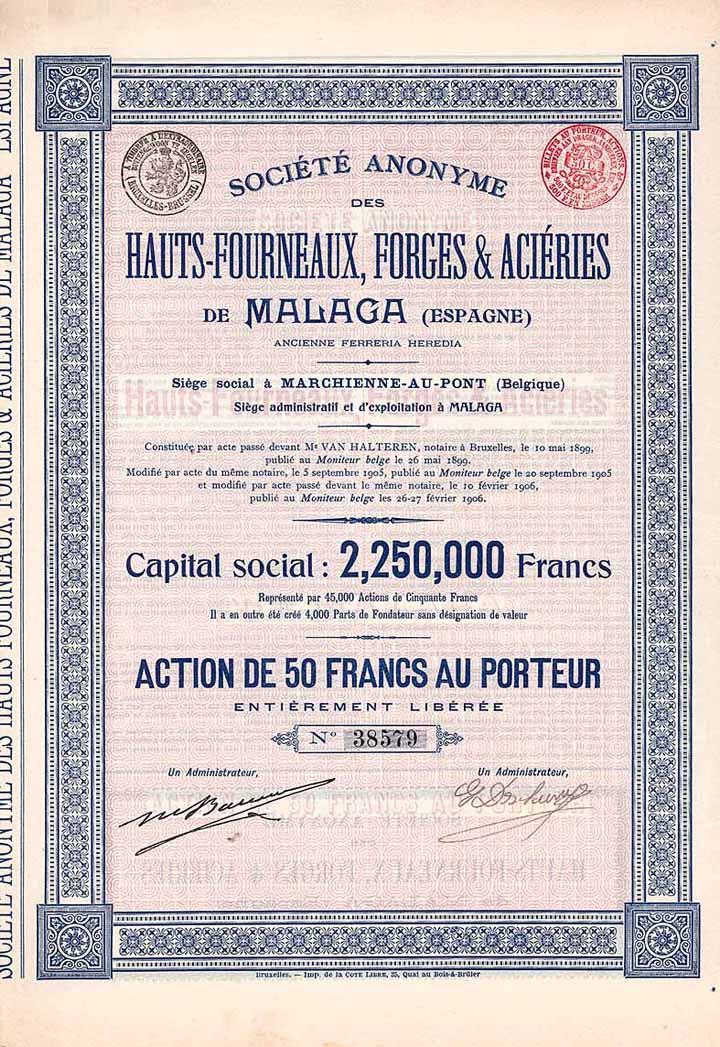 SOCIÉTÉ ANONYME DES HAUTS FOURNEAUX, FORGES & ACIÉRIES DE MALAGA ESPAGNE
SOCIÉTÉ ANONYME
DES
HAUTS-FOURNEAUX, FORGES & ACIÉRIES
DE MALAGA (ESPAGNE)
ANCIENNE FERRERIA HEREDIA
Siège social à MARCHIENNE-AU-PONT (Belgique)
Hauts-Fourneaux, Forges & Aciéries
Siège administratif et d'exploitation à MALAGA
Constituée par acte passé devant Me VAN HALTEREN, notaire à Bruxelles, le 10 mai 1899,
publié au Moniteur belge le 26 mai 1899.
Modifié par acte du même notaire, le 5 septembre 1905, publié au Moniteur belge le 20 septembre 1905
et modifié par acte passé devant le même notaire, le 10 février 1906,
publié au Moniteur belge les 26-27 février 1906.
Capital social : 2,250,000 Francs
Représenté par 45,000 Actions de Cinquante Francs
Il a en outre été créé 4,000 Parts de Fondateur sans désignation de valeur
ACTION DE 50 FRANCS AU PORTEUR
ENTIÈREMENT LIBÉRÉE
No 38579
Un Administrateur,
Un Administrateur,
Bruxelles. — Imp. de la COTE LIBRE, 35, Quai au Bois-à-Brûler